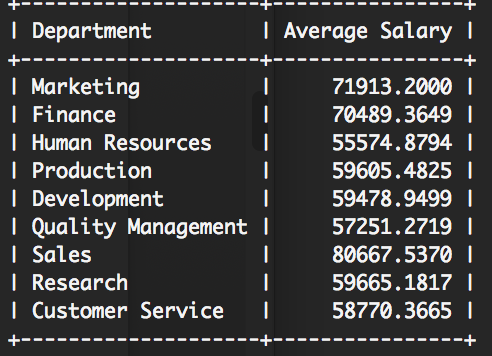 +--------------------+----------------+
| Department         | Average Salary |
+--------------------+----------------+
| Marketing          |     71913.2000 |
| Finance            |     70489.3649 |
| Human Resources    |     55574.8794 |
| Production         |     59605.4825 |
| Development        |     59478.9499 |
| Quality Management |     57251.2719 |
| Sales              |     80667.5370 |
| Research           |     59665.1817 |
| Customer Service   |     58770.3665 |
+--------------------+----------------+